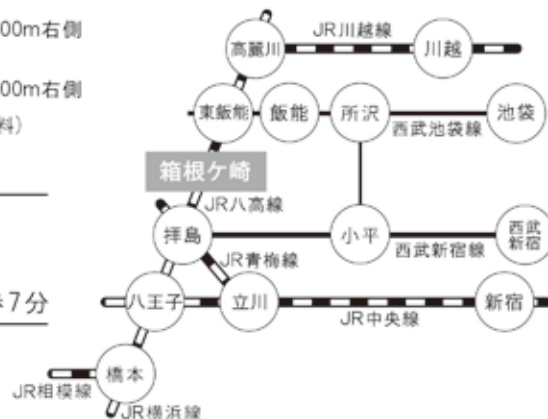 00m右側
00m右側
料)
歩7分
高麗川
JR川越線
川越
東飯能
飯能
所沢
池袋
西武池袋線
箱根ケ崎
JR八高線
拝島
小平
西武
新宿
西武新宿線
JR青梅線
八王子
立川
新宿
JR中央線
橋本
JR相模線
JR横浜線